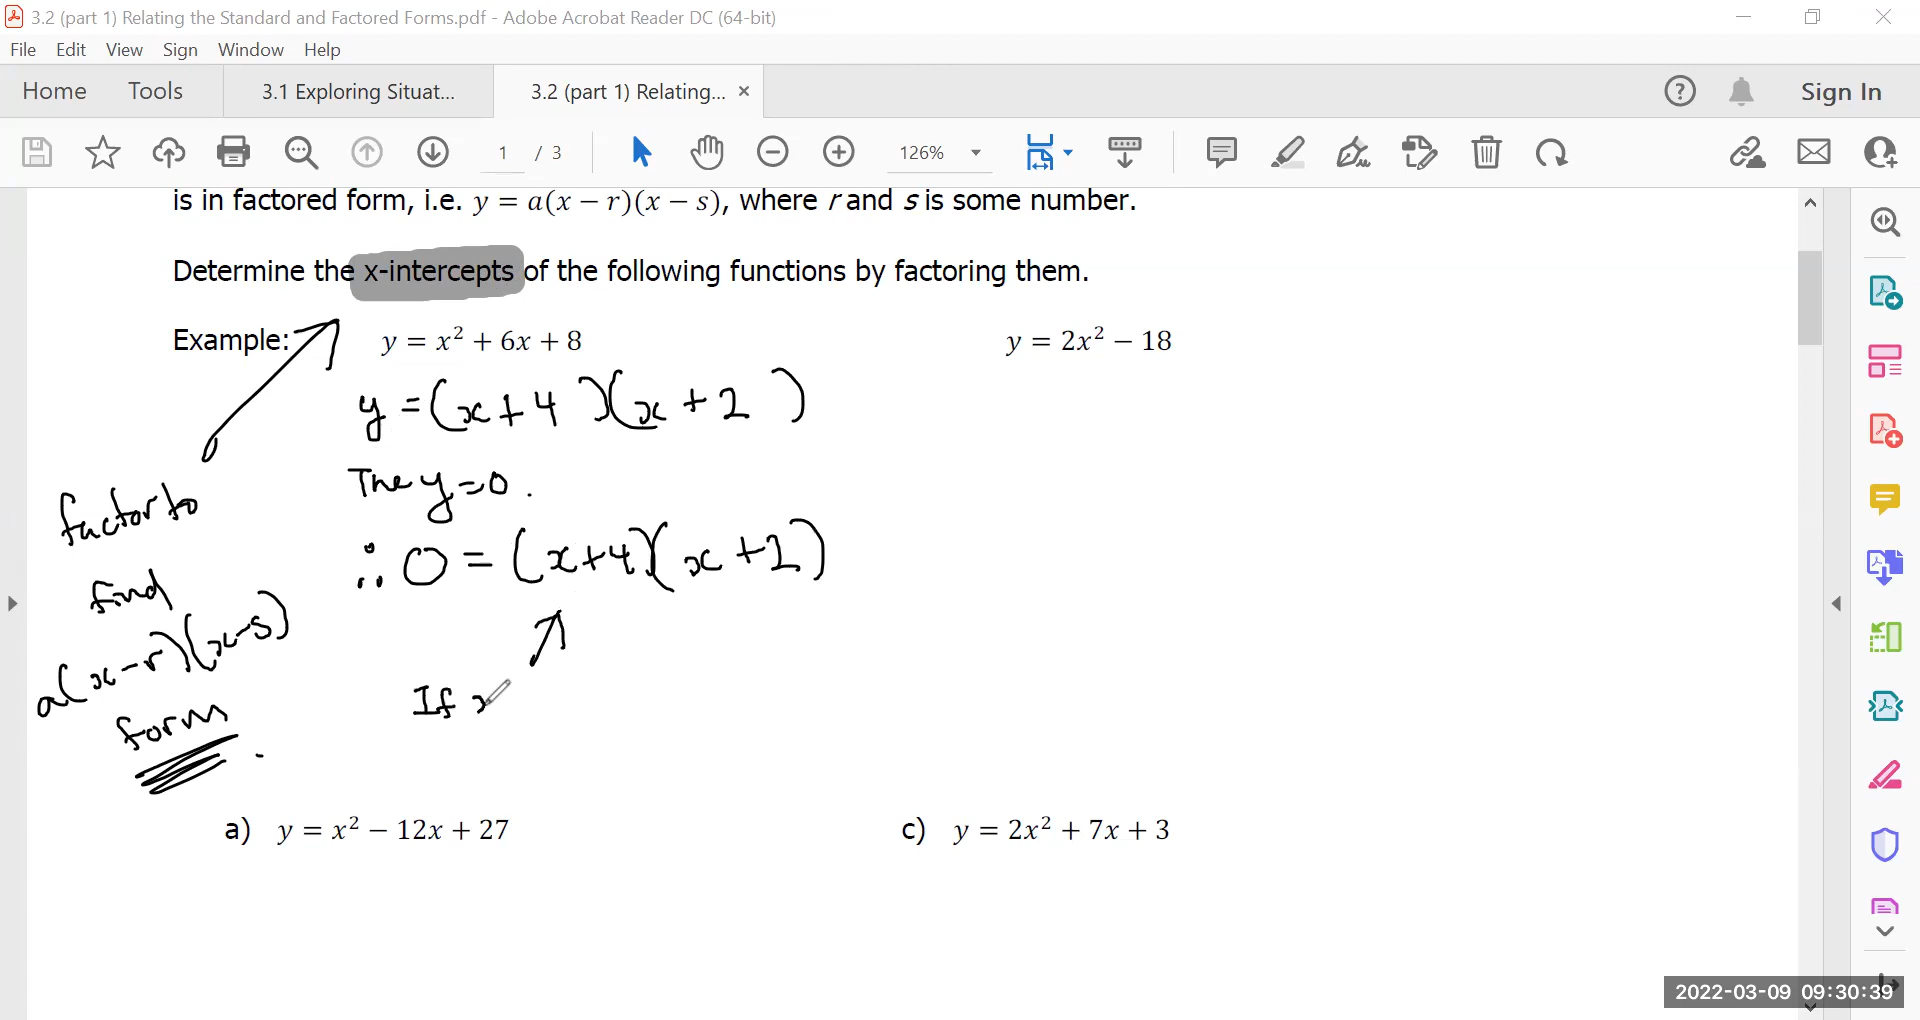 3.2 (part 1) Relating the Standard and Factored Forms.pdf - Adobe Acrobat Reader DC (64-bit)
File Edit View Sign Window Help
Home Tools 3.1 Exploring Situat... 3.2 (part 1) Relating... × Sign In
1 / 3 126%
is in factored form, i.e. y = a(x − r)(x − s), where r and s is some number.
Determine the x-intercepts of the following functions by factoring them.
Example: y = x² + 6x + 8 y = 2x² − 18
y = (x+4)(x+2)
The y=0.
∴ 0 = (x+4)(x+2)
factor to
find
a(x-r)(x-s)
form.
If x
a) y = x² − 12x + 27 c) y = 2x² + 7x + 3
2022-03-09 09:30:39